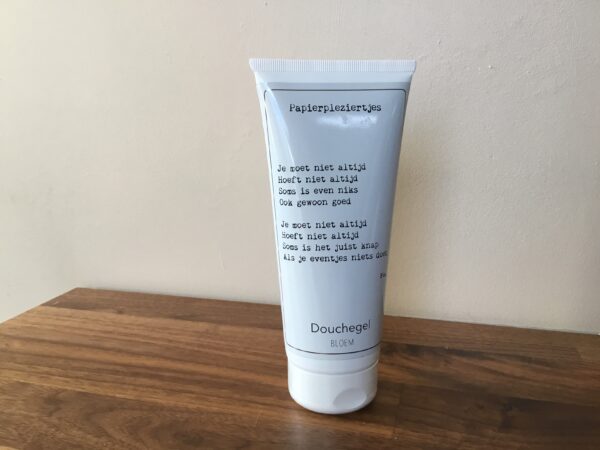 Papierpleziertjes
Je moet niet altijd
Hoeft niet altijd
Soms is even niks
Ook gewoon goed
Je moet niet altijd
Hoeft niet altijd
Soms is het juist knap
Als je eventjes niets doet
Douchegel
BLOEM